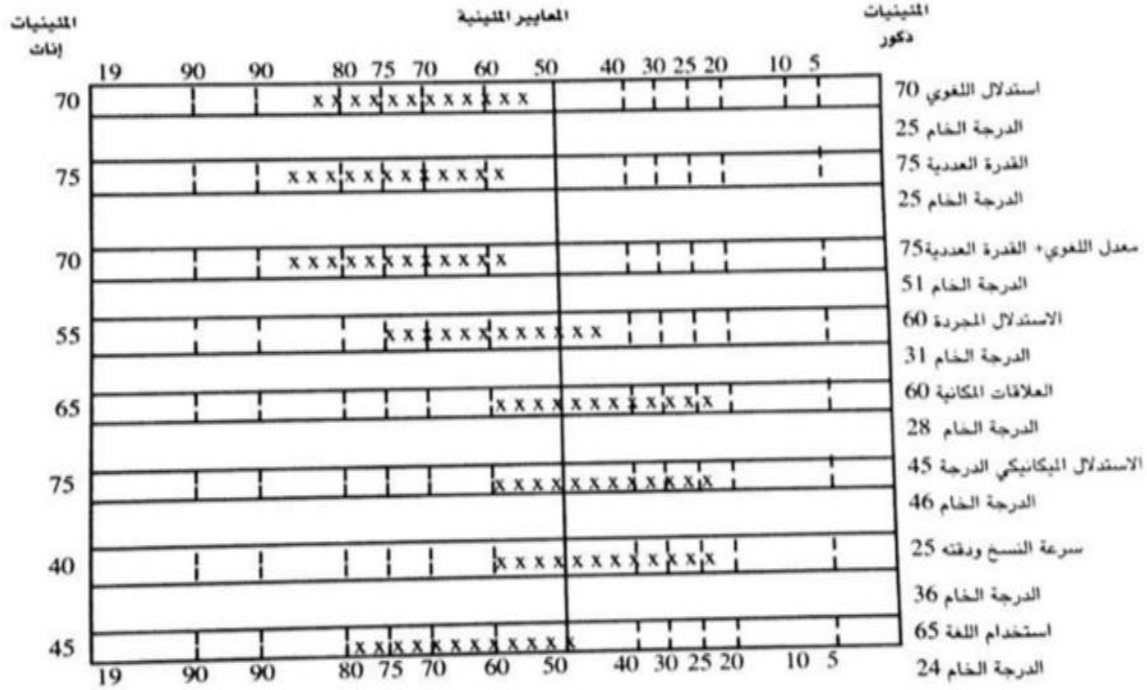 المئينيات
ذكور
المعايير المئينية
المئينيات
إناث
19 90 90 80 75 70 60 50 40 30 25 20 10 5
استدلال اللغوي 70
x x x x x x x x x x x x
70
الدرجة الخام 25
القدرة العددية 75
x x x x x x x x x x x x
75
الدرجة الخام 25
معدل اللغوي+ القدرة العددية75
x x x x x x x x x x x x
70
الدرجة الخام 51
الاستدلال المجردة 60
x x x x x x x x x x x x
55
الدرجة الخام 31
العلاقات المكانية 60
x x x x x x x x x x x x
65
الدرجة الخام 28
الاستدلال الميكانيكي الدرجة 45
x x x x x x x x x x x x
75
الدرجة الخام 46
سرعة النسخ ودقته 25
x x x x x x x x x x x x
40
الدرجة الخام 36
استخدام اللغة 65
x x x x x x x x x x x x
45
الدرجة الخام 24
19 90 90 80 75 70 60 50 40 30 25 20 10 5